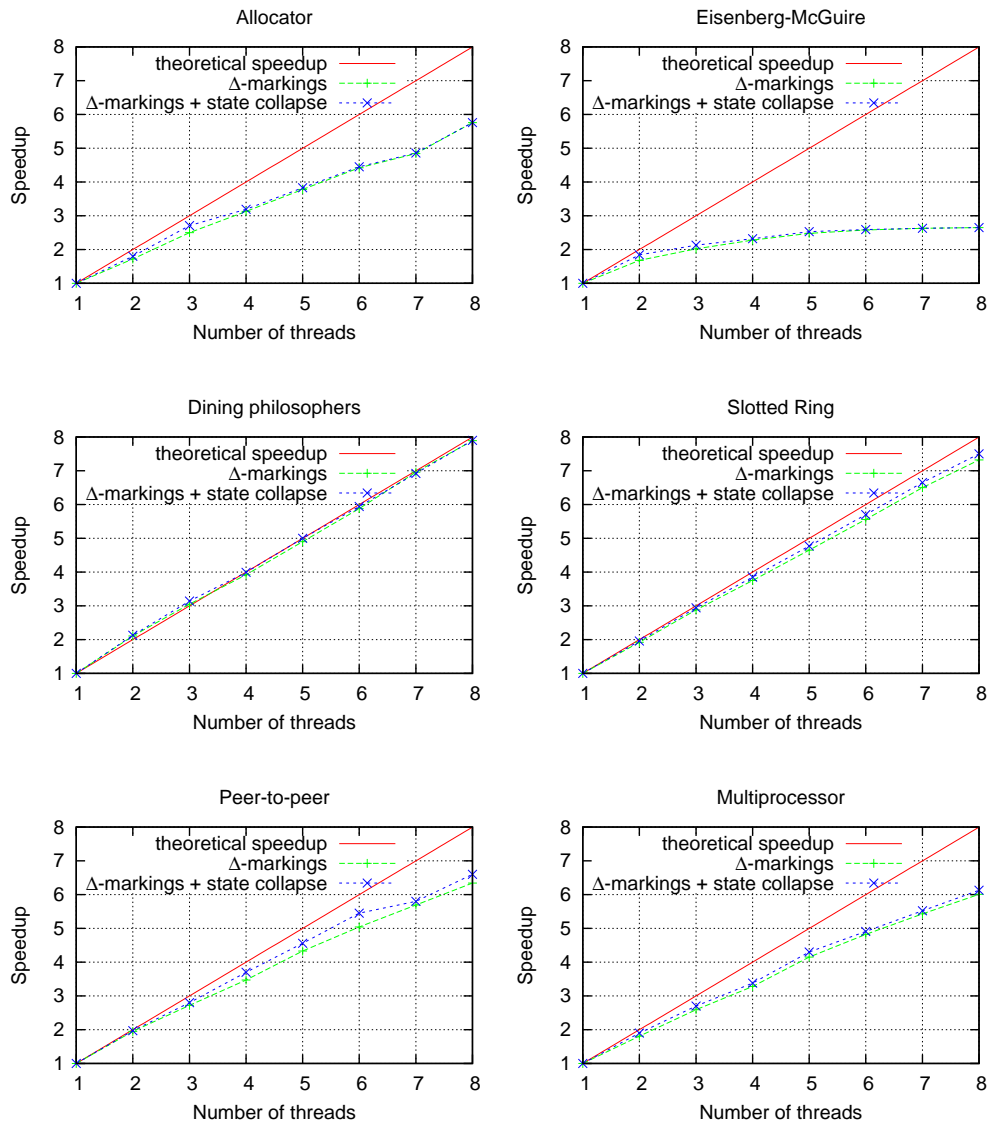 Allocator
8
7
6
5
4
3
2
1
Speedup
theoretical speedup
Δ-markings
Δ-markings + state collapse
1 2 3 4 5 6 7 8
Number of threads
Eisenberg-McGuire
8
7
6
5
4
3
2
1
Speedup
theoretical speedup
Δ-markings
Δ-markings + state collapse
1 2 3 4 5 6 7 8
Number of threads
Dining philosophers
8
7
6
5
4
3
2
1
Speedup
theoretical speedup
Δ-markings
Δ-markings + state collapse
1 2 3 4 5 6 7 8
Number of threads
Slotted Ring
8
7
6
5
4
3
2
1
Speedup
theoretical speedup
Δ-markings
Δ-markings + state collapse
1 2 3 4 5 6 7 8
Number of threads
Peer-to-peer
8
7
6
5
4
3
2
1
Speedup
theoretical speedup
Δ-markings
Δ-markings + state collapse
1 2 3 4 5 6 7 8
Number of threads
Multiprocessor
8
7
6
5
4
3
2
1
Speedup
theoretical speedup
Δ-markings
Δ-markings + state collapse
1 2 3 4 5 6 7 8
Number of threads